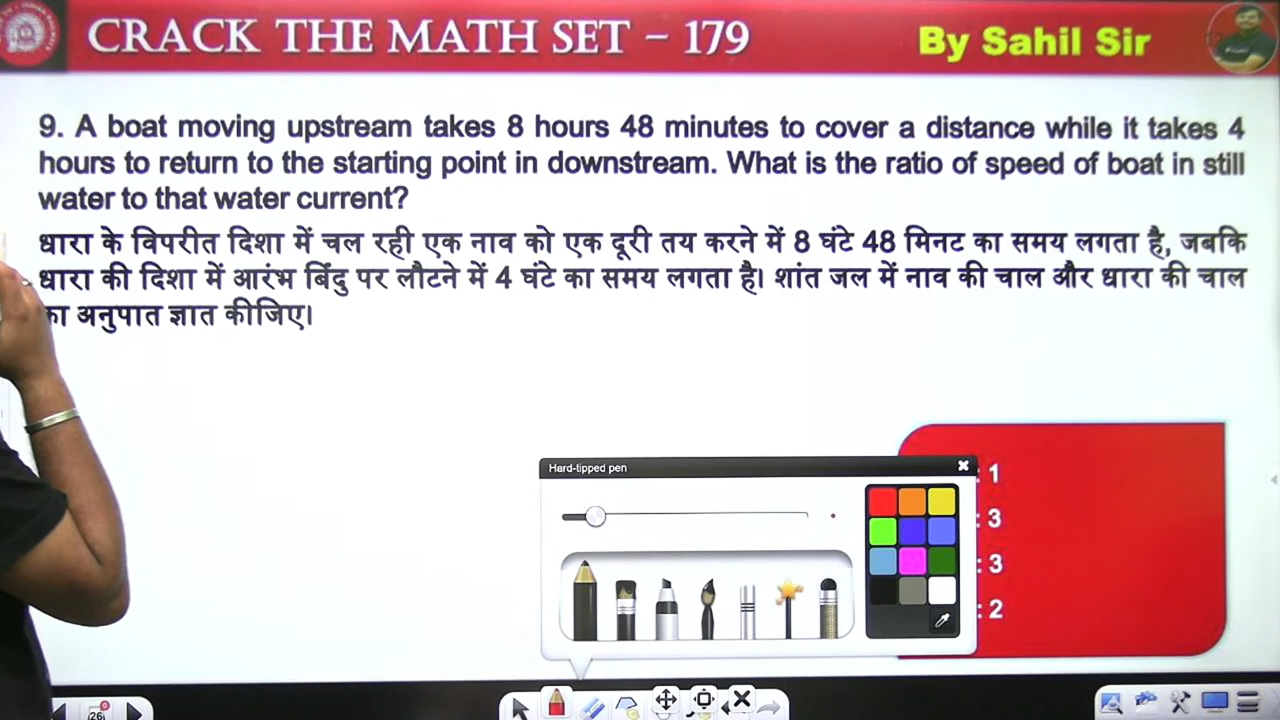 CRACK THE MATH SET – 179
By Sahil Sir
9. A boat moving upstream takes 8 hours 48 minutes to cover a distance while it takes 4
hours to return to the starting point in downstream. What is the ratio of speed of boat in still
water to that water current?
धारा के विपरीत दिशा में चल रही एक नाव को एक दूरी तय करने में 8 घंटे 48 मिनट का समय लगता है, जबकि
धारा की दिशा में आरंभ बिंदु पर लौटने में 4 घंटे का समय लगता है। शांत जल में नाव की चाल और धारा की चाल
का अनुपात ज्ञात कीजिए।
Hard-tipped pen
: 1
: 3
: 3
: 2
26